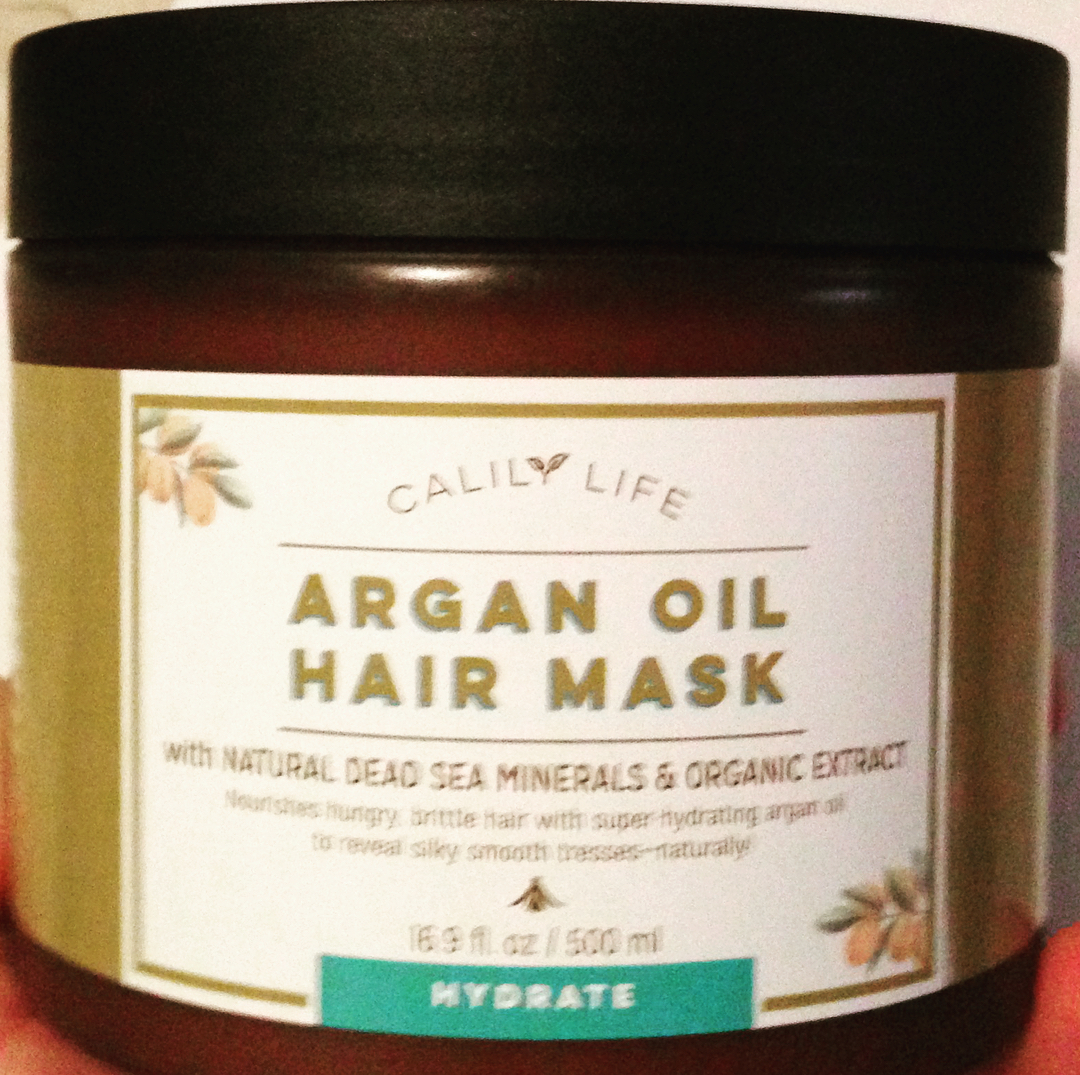 CALILY LIFE
ARGAN OIL
HAIR MASK
with NATURAL DEAD SEA MINERALS & ORGANIC EXTRACT
Nourishes hungry, brittle hair with super-hydrating argan oil
to reveal silky smooth tresses—naturally!
16.9 fl. oz / 500 ml
HYDRATE